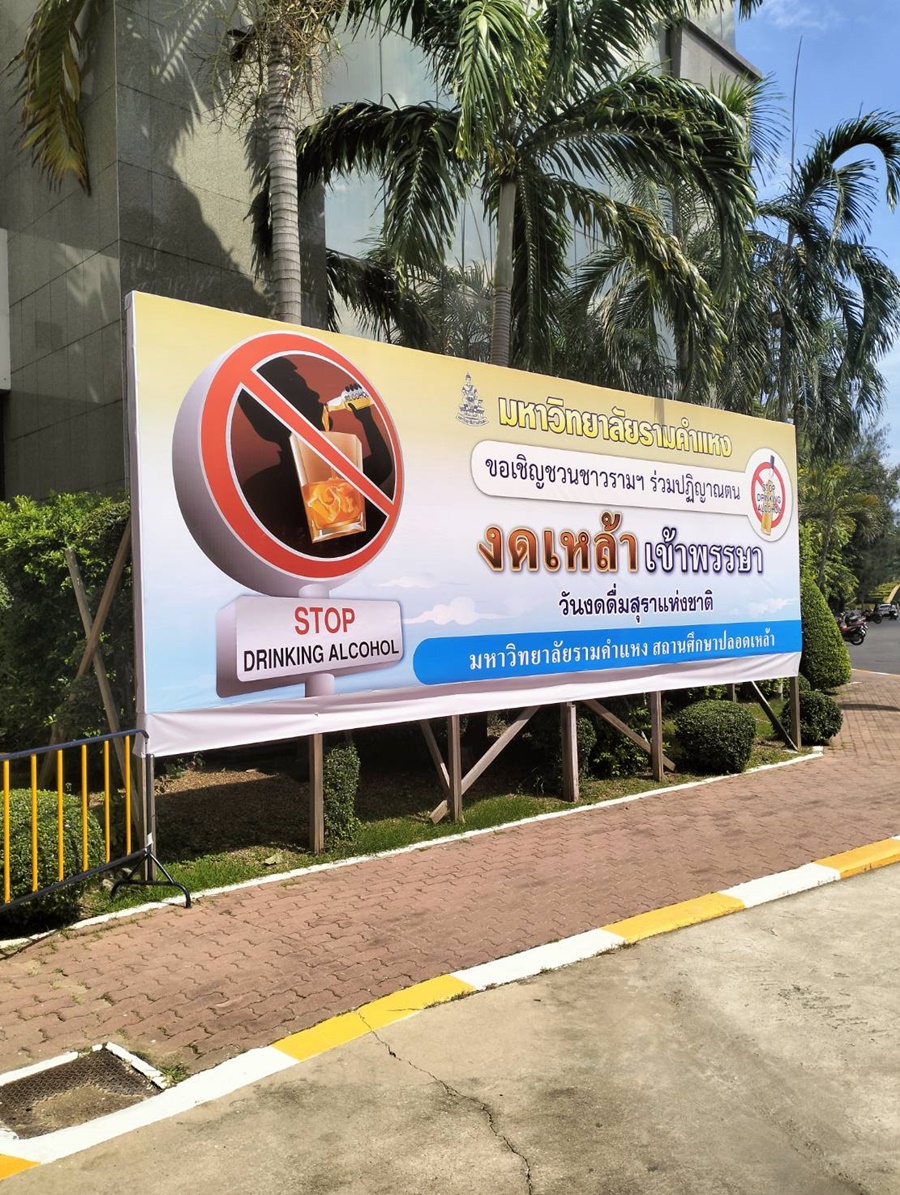 ALCOHOL
STOP
DRINKING ALCOHOL
มหาวิทยาลัยรามคำแหง
ขอเชิญชวนชาวรามฯ ร่วมปฏิญาณตน
STOP
DRINKING
ALCOHOL
งดเหล้า เข้าพรรษา
วันงดดื่มสุราแห่งชาติ
มหาวิทยาลัยรามคำแหง สถานศึกษาปลอดเหล้า